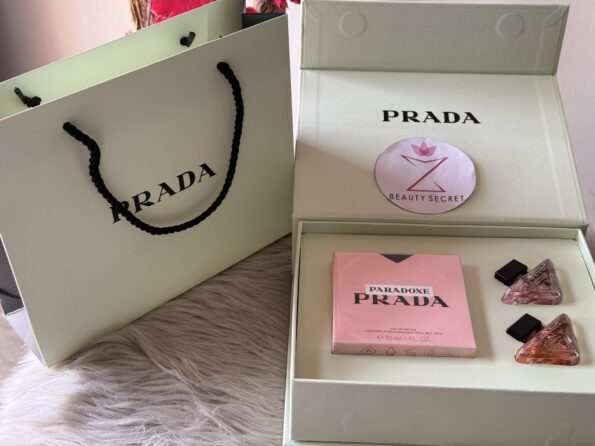 PRADA
PRADA
Z
BEAUTY SECRET
PARADOXE
PRADA
EAU DE PARFUM
℮ 30 ml 1 FL. OZ.